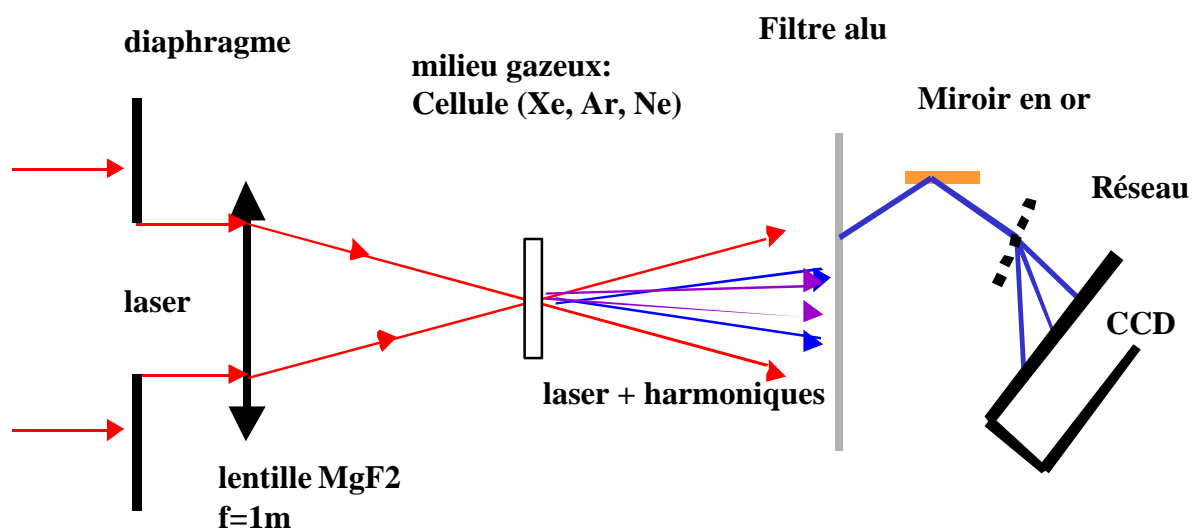 diaphragme
milieu gazeux:
Cellule (Xe, Ar, Ne)
Filtre alu
Miroir en or
Réseau
laser
CCD
laser + harmoniques
lentille MgF2
f=1m